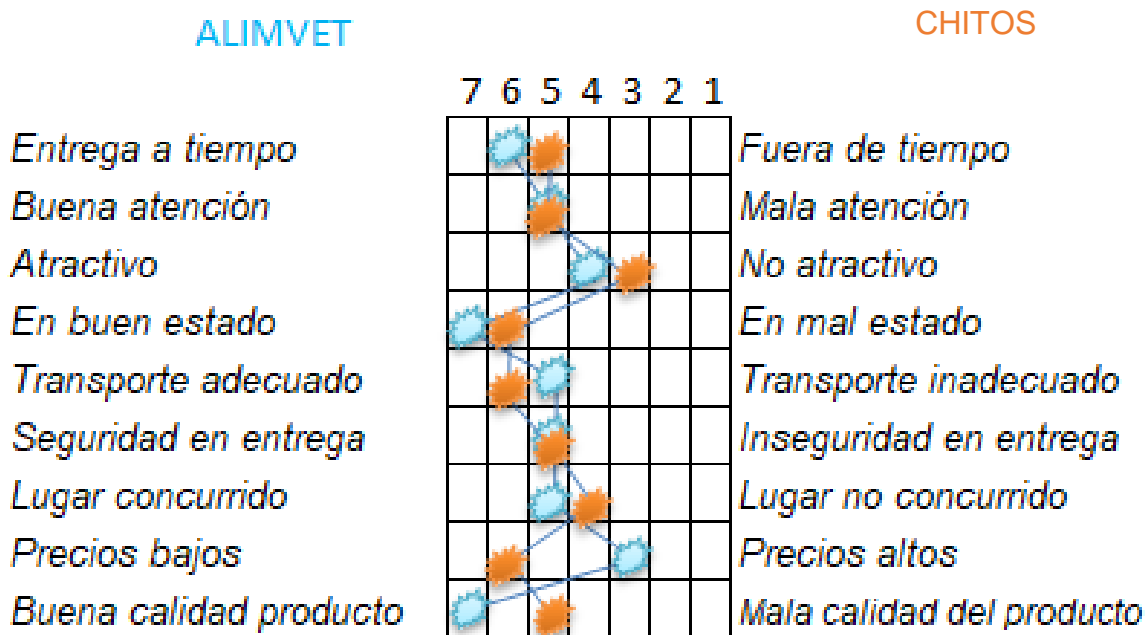 ALIMVET CHITOS
7 6 5 4 3 2 1
Entrega a tiempo Fuera de tiempo
Buena atención Mala atención
Atractivo No atractivo
En buen estado En mal estado
Transporte adecuado Transporte inadecuado
Seguridad en entrega Inseguridad en entrega
Lugar concurrido Lugar no concurrido
Precios bajos Precios altos
Buena calidad producto Mala calidad del producto